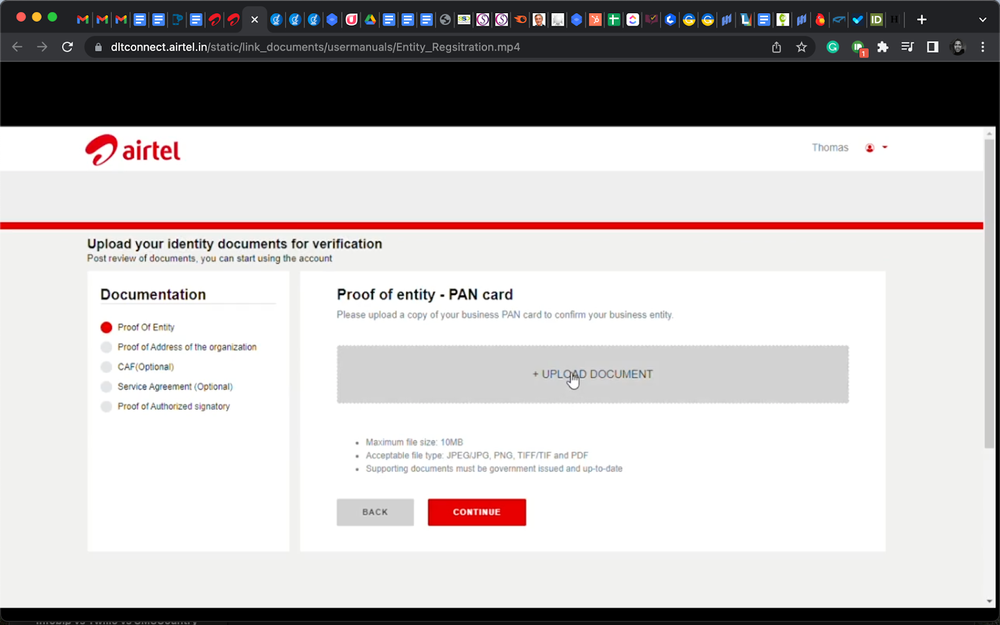 ID
dltconnect.airtel.in/static/link_documents/usermanuals/Entity_Regsitration.mp4
1
airtel
Thomas
Upload your identity documents for verification
Post review of documents, you can start using the account
Documentation
Proof Of Entity
Proof of Address of the organization
CAF(Optional)
Service Agreement (Optional)
Proof of Authorized signatory
Proof of entity - PAN card
Please upload a copy of your business PAN card to confirm your business entity.
+ UPLOAD DOCUMENT
• Maximum file size: 10MB
• Acceptable file type: JPEG/JPG, PNG, TIFF/TIF and PDF
• Supporting documents must be government issued and up-to-date
BACK
CONTINUE